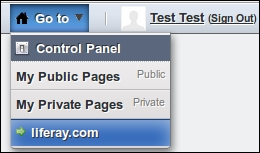 Go to Test Test (Sign Out)
Control Panel
My Public Pages Public
My Private Pages Private
liferay.com